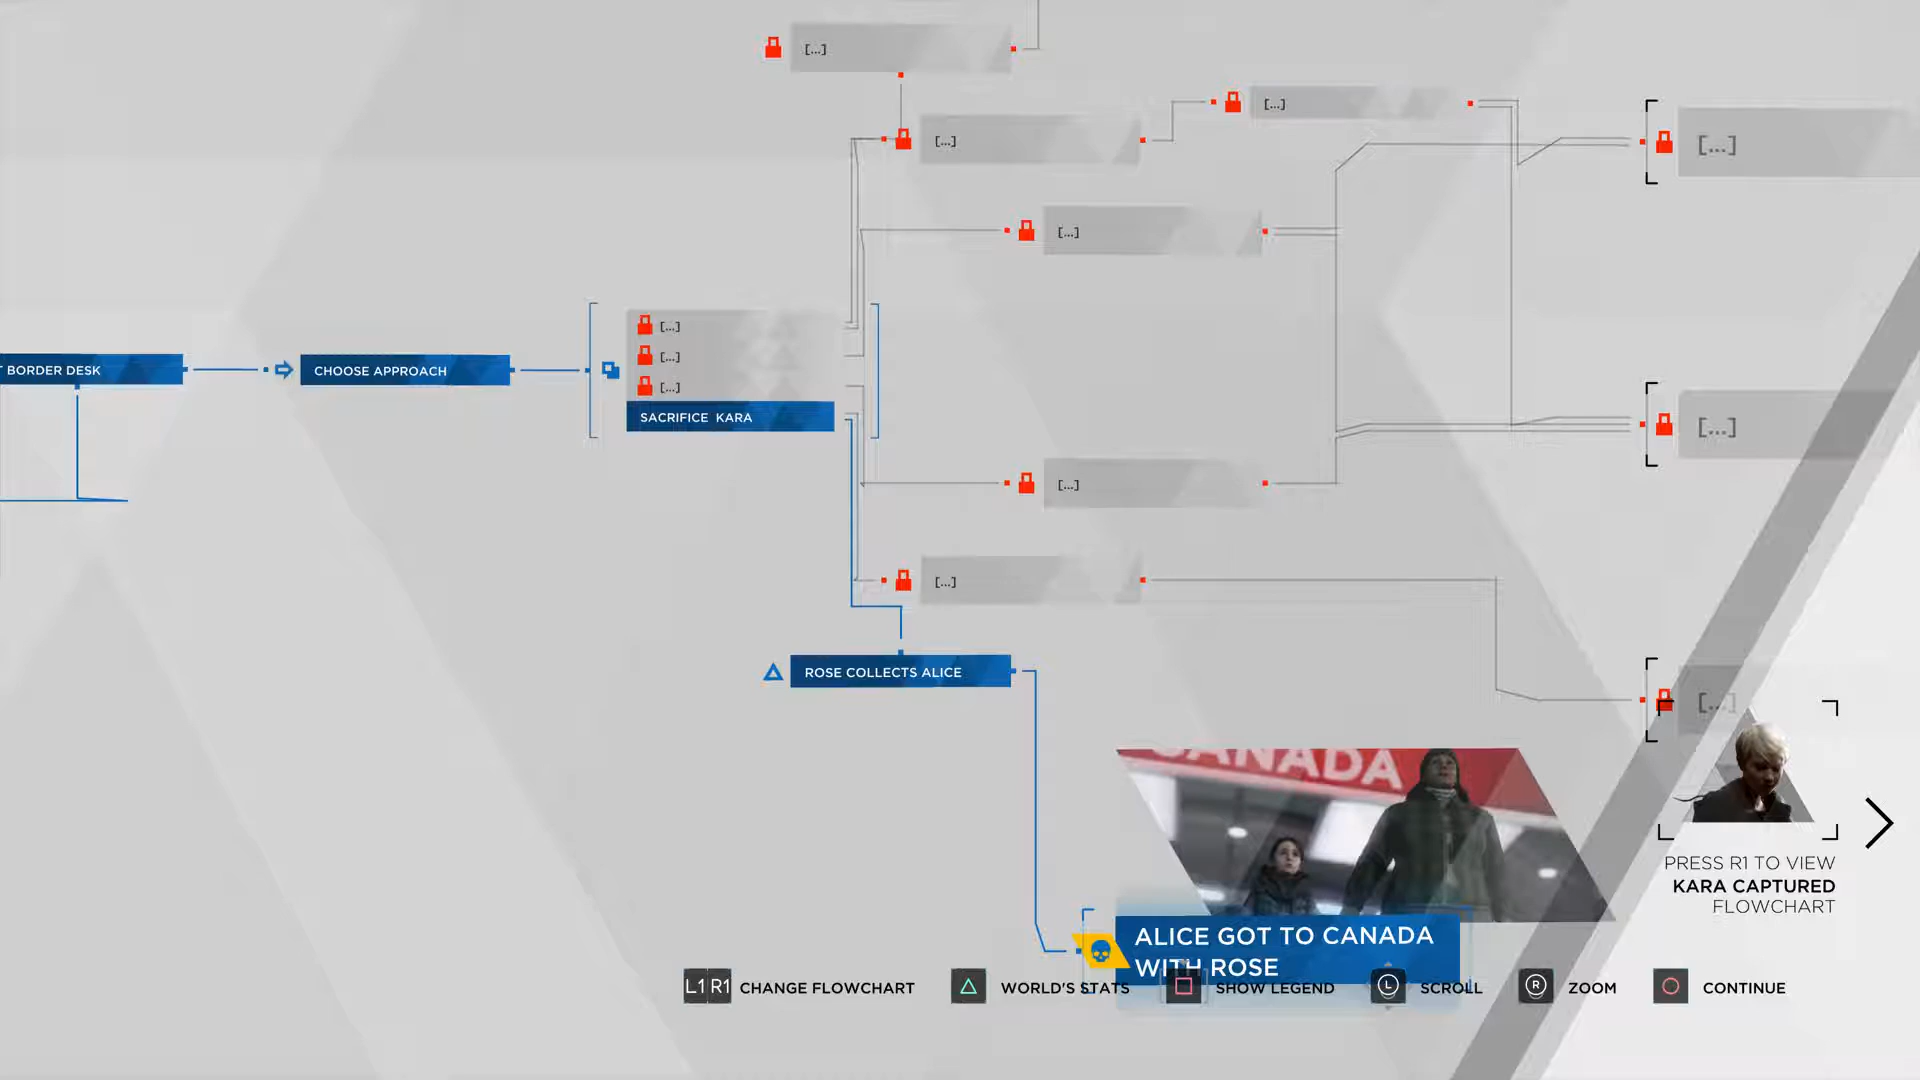 [...]
[...]
[...]
[...]
[...]
[...]
T BORDER DESK
CHOOSE APPROACH
[...]
[...]
[...]
SACRIFICE KARA
[...]
[...]
[...]
ROSE COLLECTS ALICE
[...]
CANADA
PRESS R1 TO VIEW
KARA CAPTURED
FLOWCHART
ALICE GOT TO CANADA
WITH ROSE
L1 R1 CHANGE FLOWCHART
WORLD'S STATS
SHOW LEGEND
L SCROLL
R ZOOM
CONTINUE